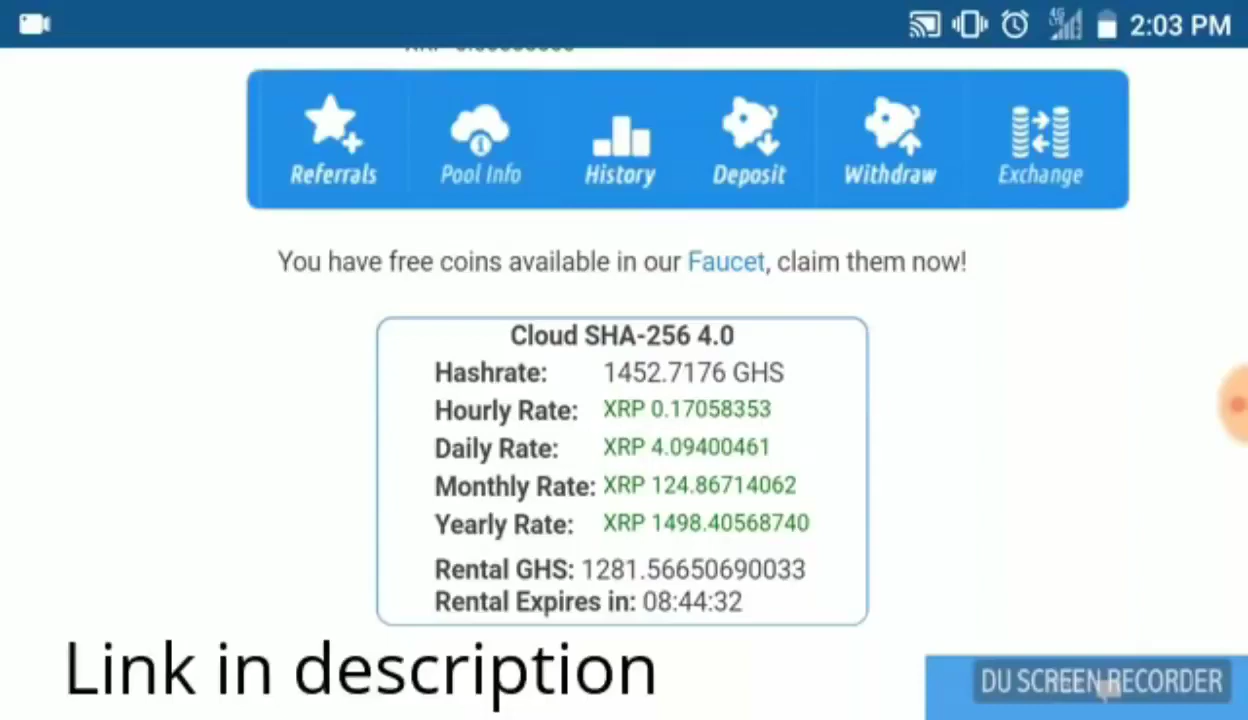 2:03 PM
Referrals Pool Info History Deposit Withdraw Exchange
You have free coins available in our Faucet, claim them now!
Cloud SHA-256 4.0
Hashrate: 1452.7176 GHS
Hourly Rate: XRP 0.17058353
Daily Rate: XRP 4.09400461
Monthly Rate: XRP 124.86714062
Yearly Rate: XRP 1498.40568740
Rental GHS: 1281.56650690033
Rental Expires in: 08:44:32
Link in description
DU SCREEN RECORDER